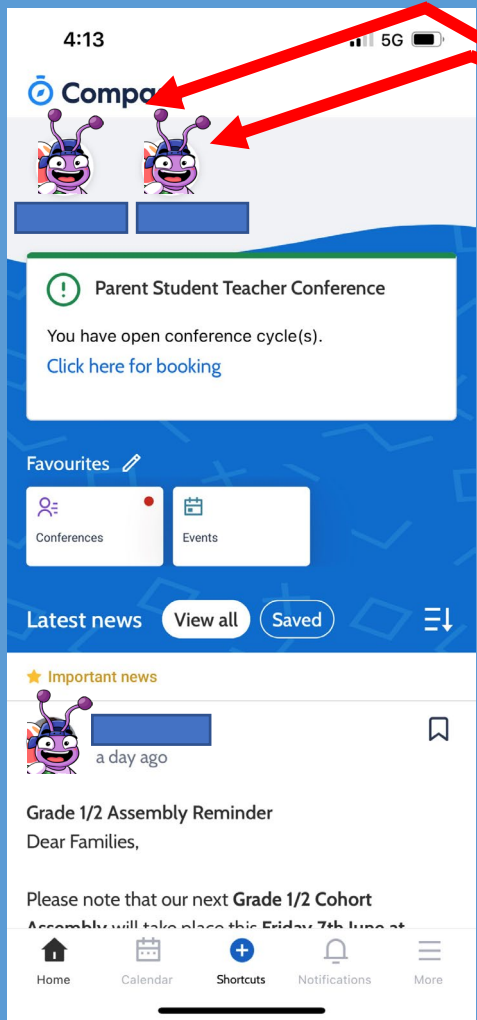 4:13
5G
Compa
Parent Student Teacher Conference
You have open conference cycle(s).
Click here for booking
Favourites
Conferences
Events
Latest news
View all
Saved
Important news
a day ago
Grade 1/2 Assembly Reminder
Dear Families,
Please note that our next Grade 1/2 Cohort
Assembly will take place this Friday 7th June at
Home
Calendar
Shortcuts
Notifications
More